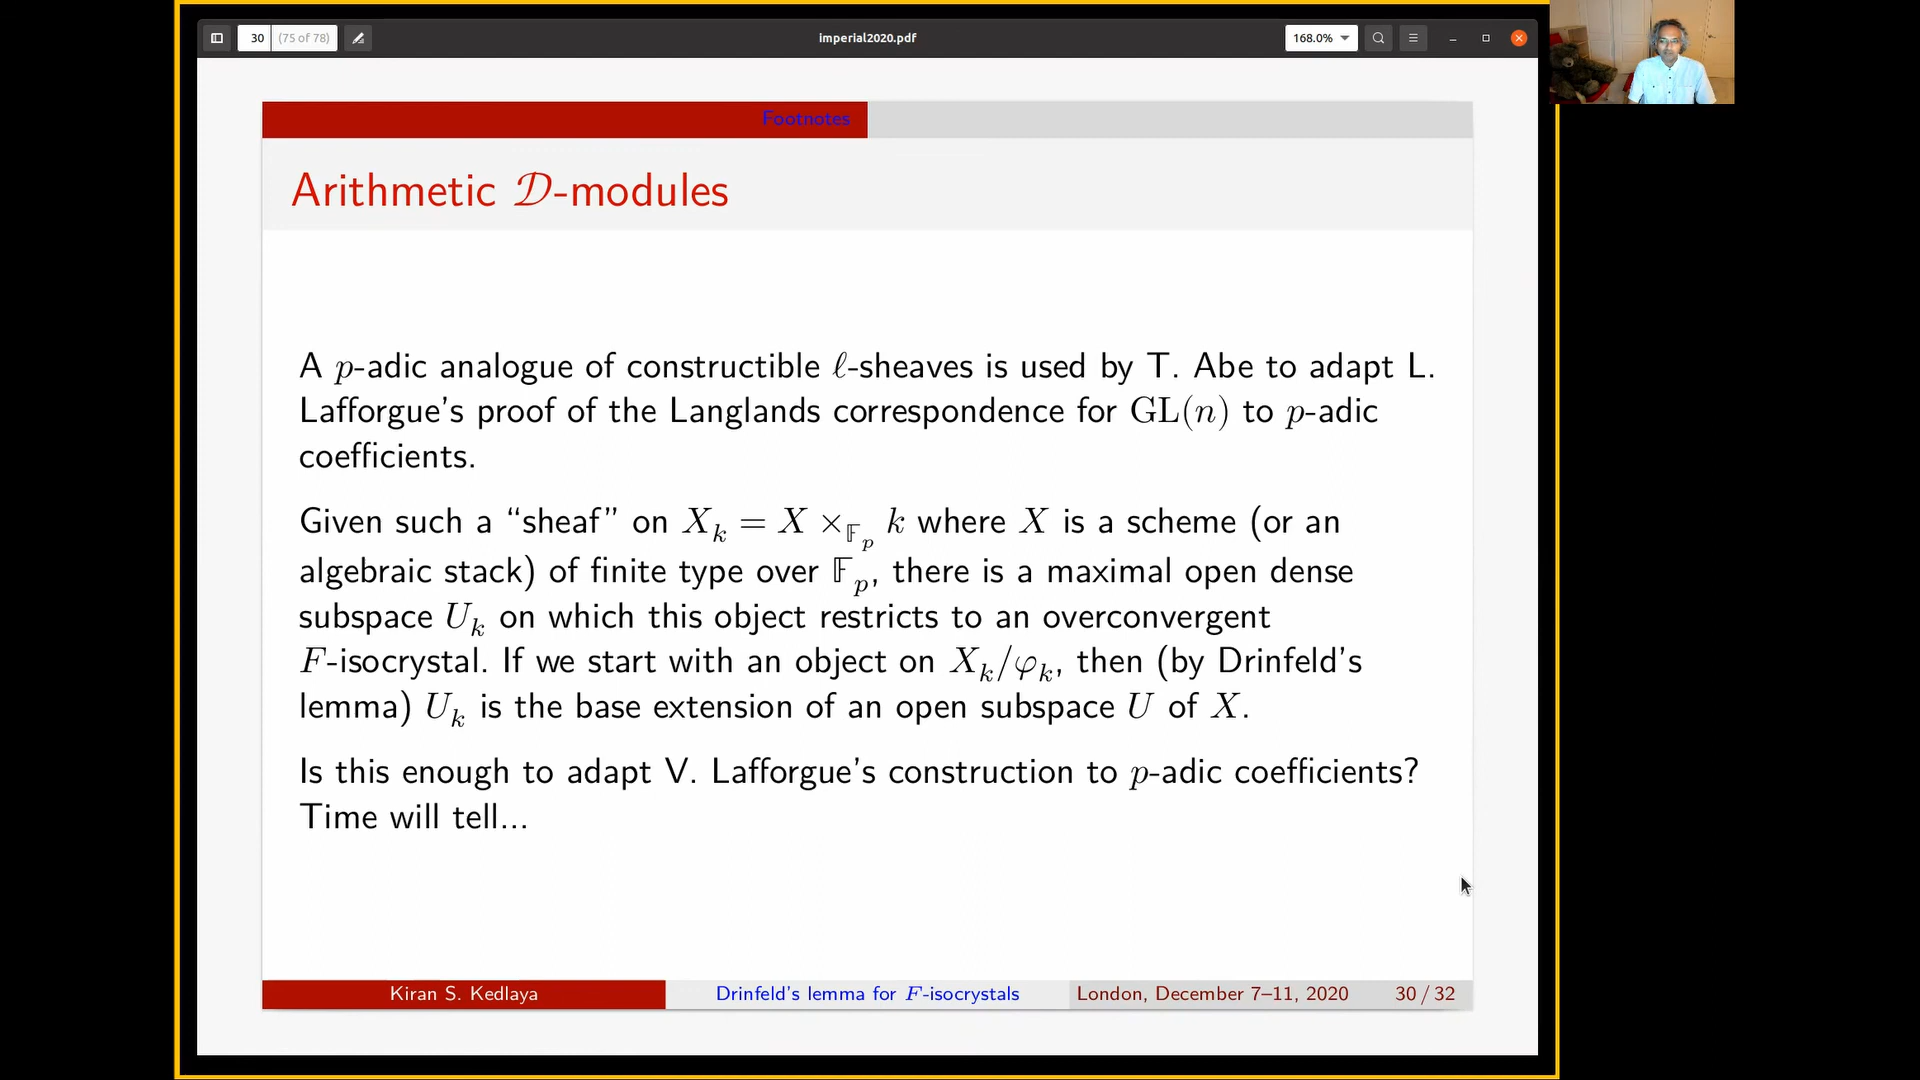 30 (75 of 78) imperial2020.pdf 168.0%
Footnotes
Arithmetic 𝒟-modules
A p-adic analogue of constructible ℓ-sheaves is used by T. Abe to adapt L.
Lafforgue's proof of the Langlands correspondence for GL(n) to p-adic
coefficients.
Given such a “sheaf” on X_k = X ×_{𝔽_p} k where X is a scheme (or an
algebraic stack) of finite type over 𝔽_p, there is a maximal open dense
subspace U_k on which this object restricts to an overconvergent
F-isocrystal. If we start with an object on X_k/φ_k, then (by Drinfeld's
lemma) U_k is the base extension of an open subspace U of X.
Is this enough to adapt V. Lafforgue's construction to p-adic coefficients?
Time will tell...
Kiran S. Kedlaya Drinfeld's lemma for F-isocrystals London, December 7–11, 2020 30 / 32